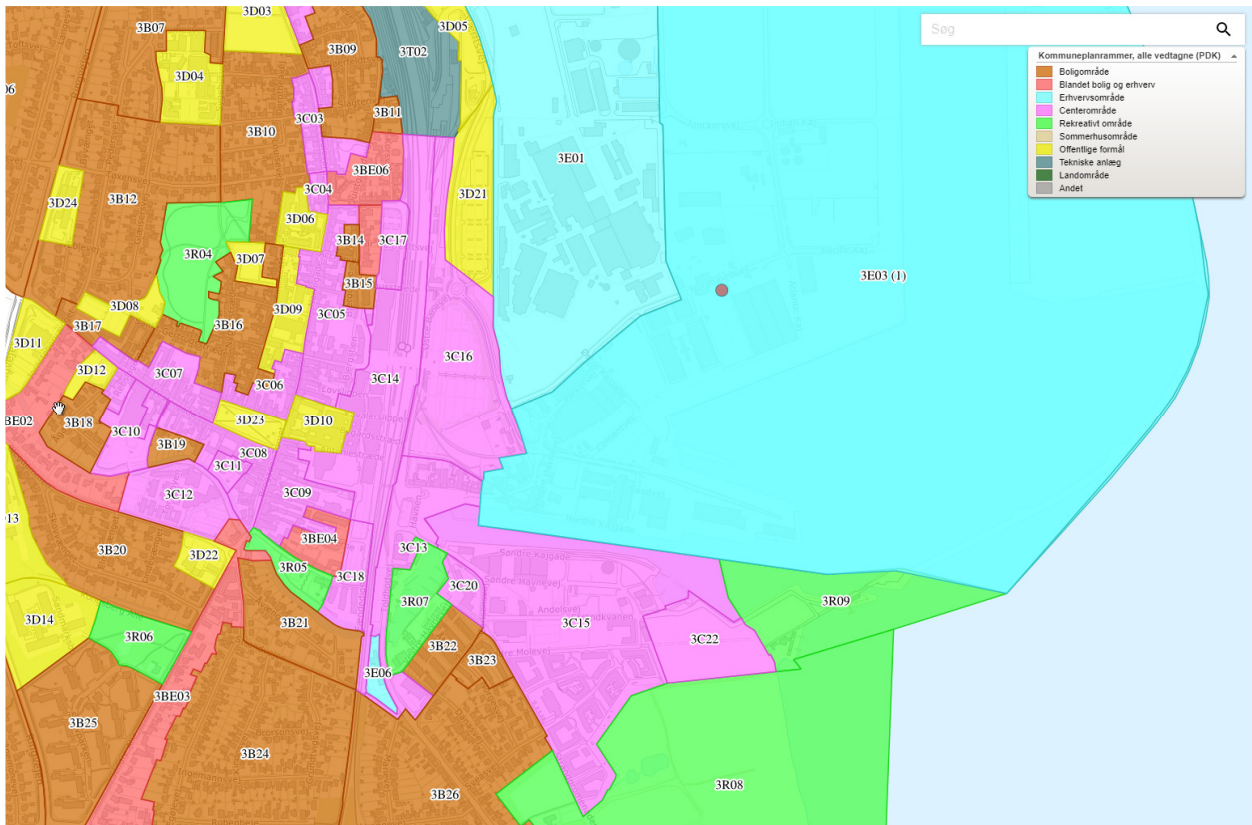 Søg
Kommuneplanrammer, alle vedtagne (PDK)
Boligområde
Blandet bolig og erhverv
Erhvervsområde
Centerområde
Rekreativt område
Sommerhusområde
Offentlige formål
Tekniske anlæg
Landområde
Andet
3D03
3B07
3D05
3B09
3T02
3D04
3B11
3C03
3B10
3E01
3BE06
3C04
3D21
3B12
3D24
3D06
3B14
3C17
3R04
3D07
3E03 (1)
3B15
3D08
3D09
3C05
3B17
3B16
3D11
3C16
3D12
3C07
3C14
3C06
BE02
3B18
3D23
3D10
3C10
3B19
3C08
3C11
3C12
3C09
13
3BE04
3B20
3D22
3C13
Søndre Kajgade
3R05
3C18
Søndre Havnevej
3C20
3R07
3R09
Andelsvej
3D14
3B21
3C15
3R06
3C22
3B22
3B23
3E06
3BE03
3B25
3B24
3R08
3B26